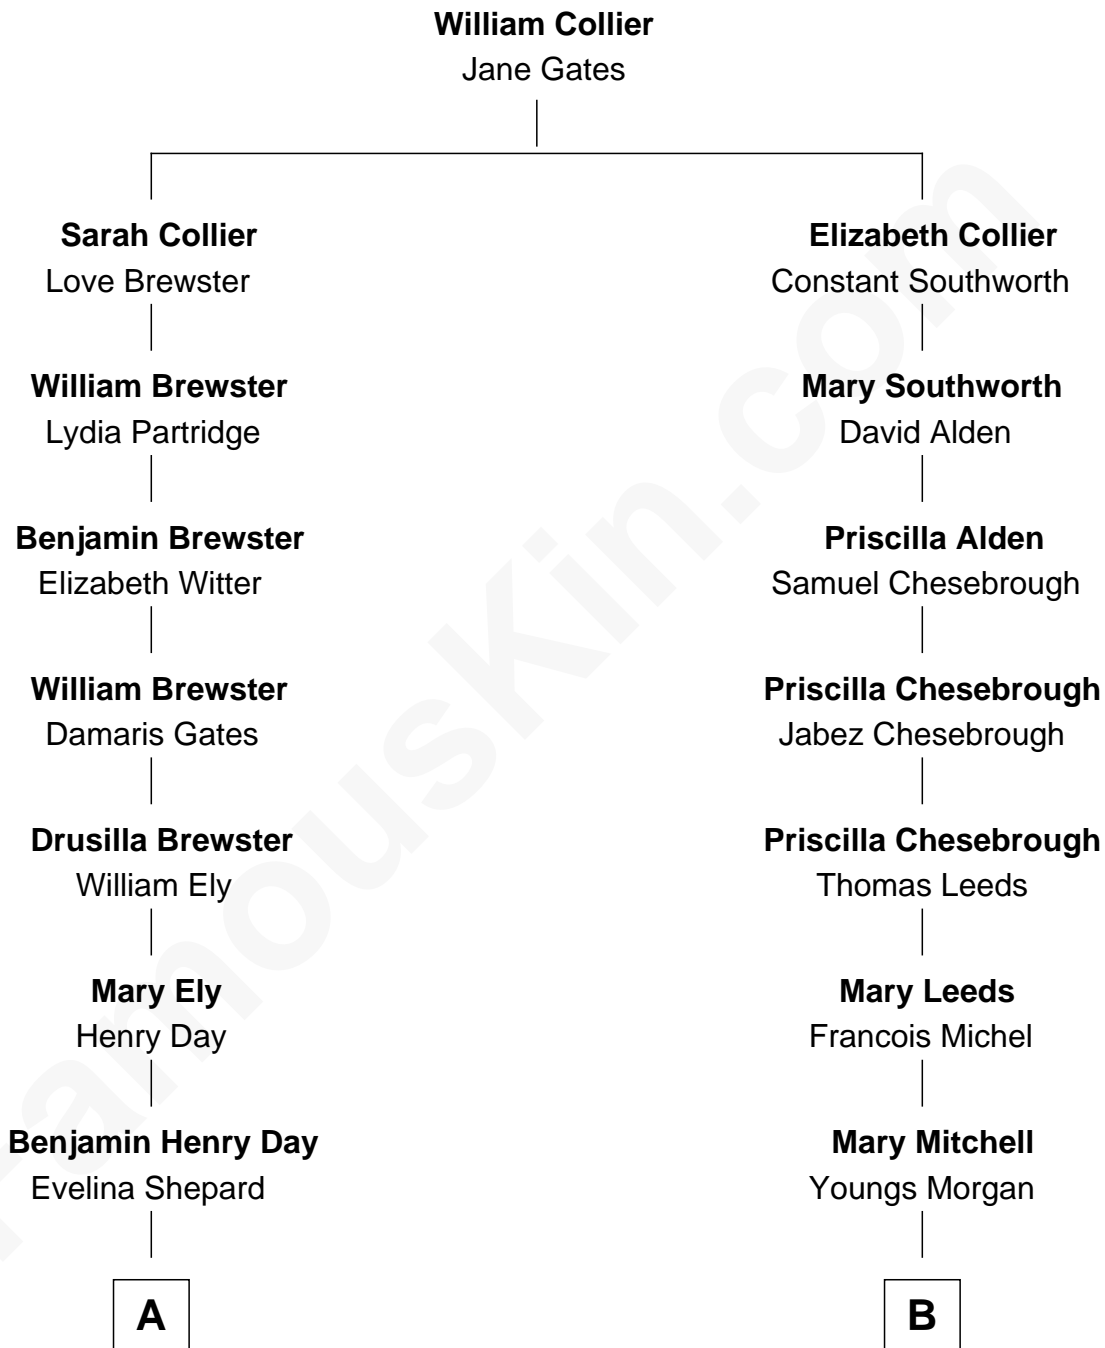 William Collier
Jane Gates
Sarah Collier
Love Brewster
Elizabeth Collier
Constant Southworth
William Brewster
Lydia Partridge
Mary Southworth
David Alden
Benjamin Brewster
Elizabeth Witter
Priscilla Alden
Samuel Chesebrough
William Brewster
Damaris Gates
Priscilla Chesebrough
Jabez Chesebrough
Drusilla Brewster
William Ely
Priscilla Chesebrough
Thomas Leeds
Mary Ely
Henry Day
Mary Leeds
Francois Michel
Benjamin Henry Day
Evelina Shepard
Mary Mitchell
Youngs Morgan
A
B
FamousKin.com